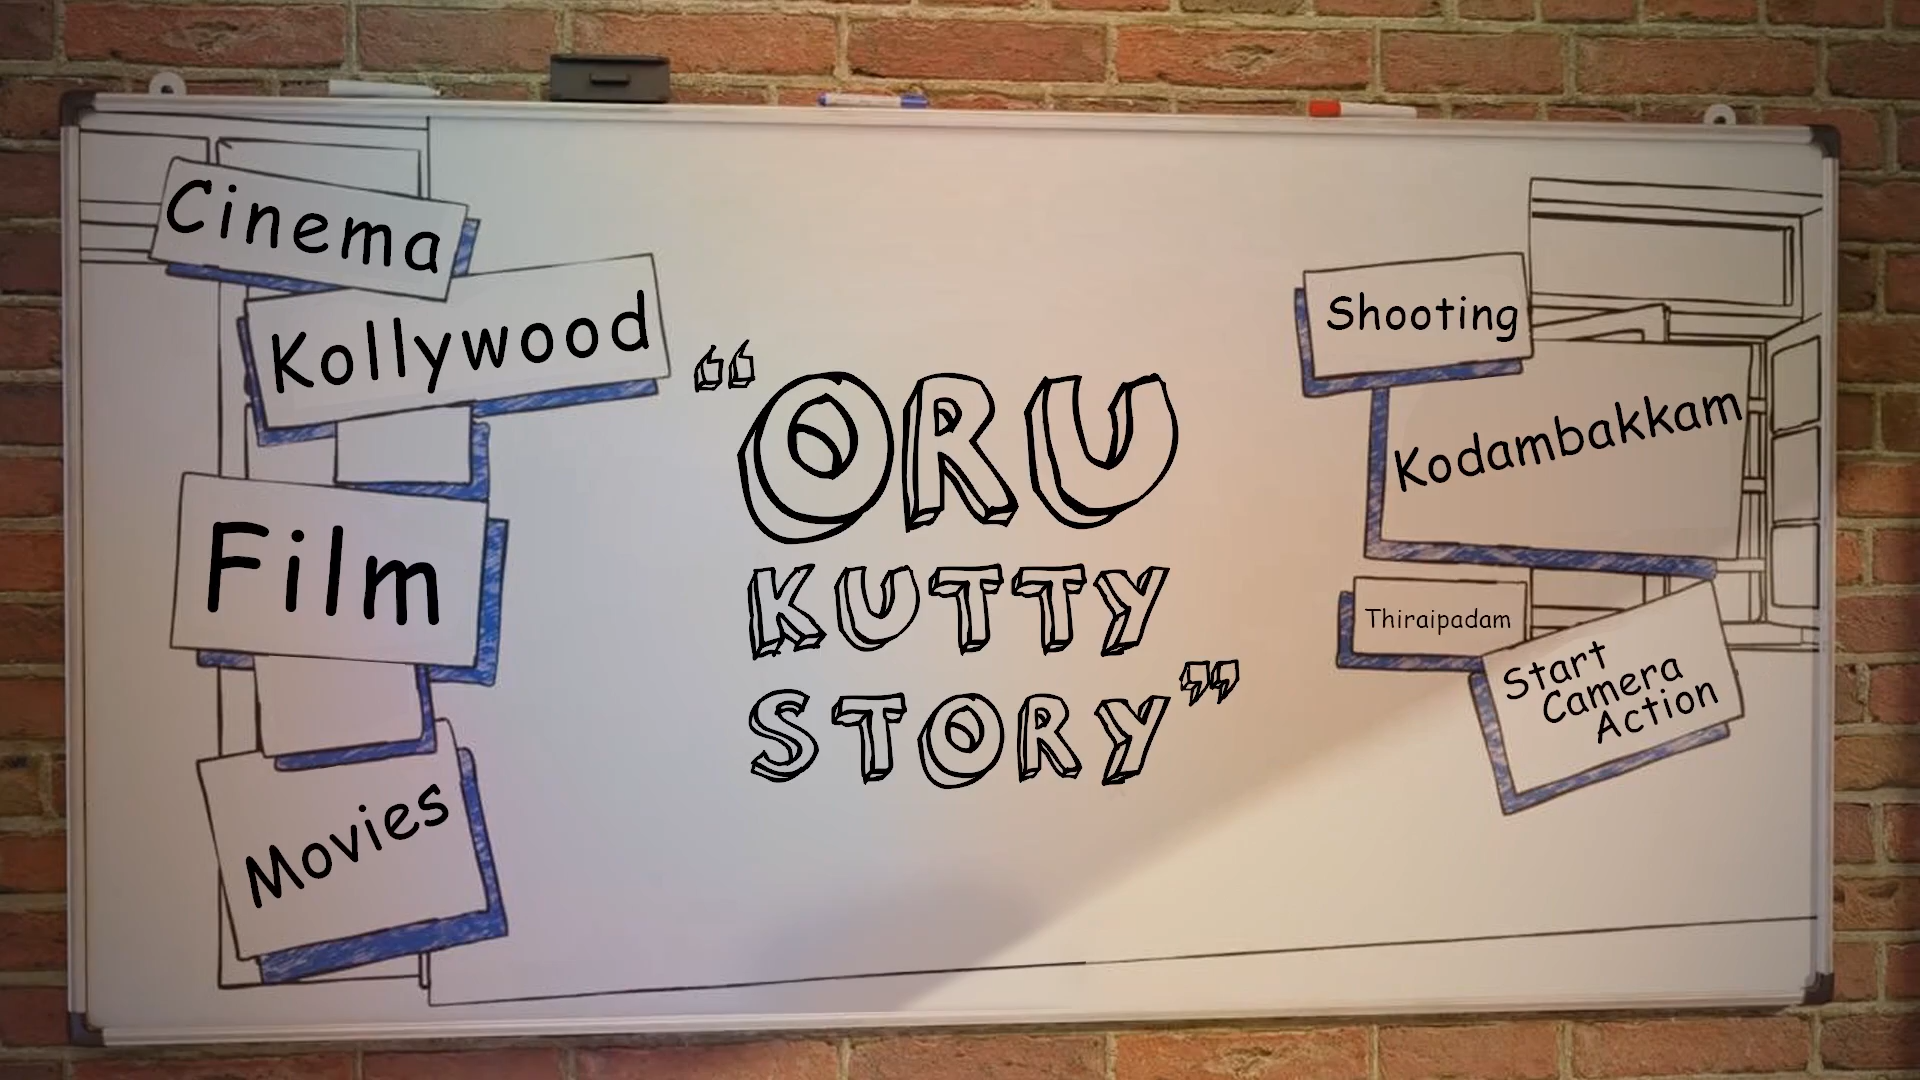 Cinema
Kollywood
Film
Movies
“ORU
KUTTY
STORY”
Shooting
Kodambakkam
Thiraipadam
Start
Camera
Action